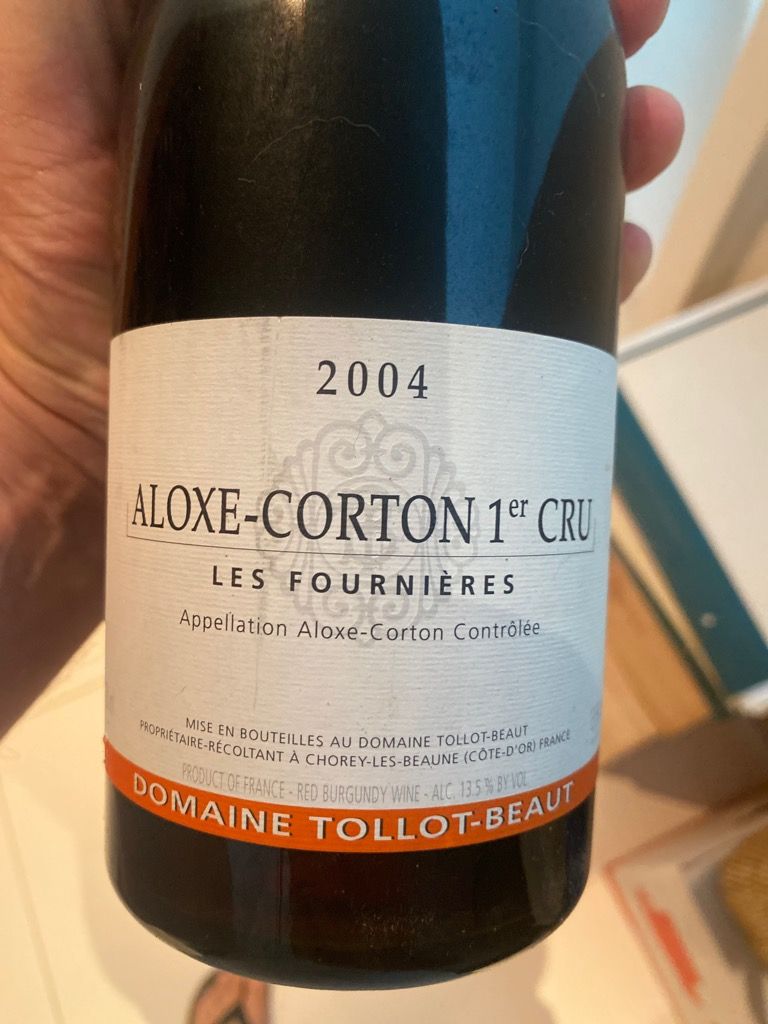 2004
ALOXE-CORTON 1er CRU
LES FOURNIÈRES
Appellation Aloxe-Corton Contrôlée
MISE EN BOUTEILLES AU DOMAINE TOLLOT-BEAUT
PROPRIÉTAIRE-RÉCOLTANT À CHOREY-LES-BEAUNE (CÔTE-D'OR) FRANCE
PRODUCT OF FRANCE - RED BURGUNDY WINE - ALC. 13.5 % BY VOL
DOMAINE TOLLOT-BEAUT